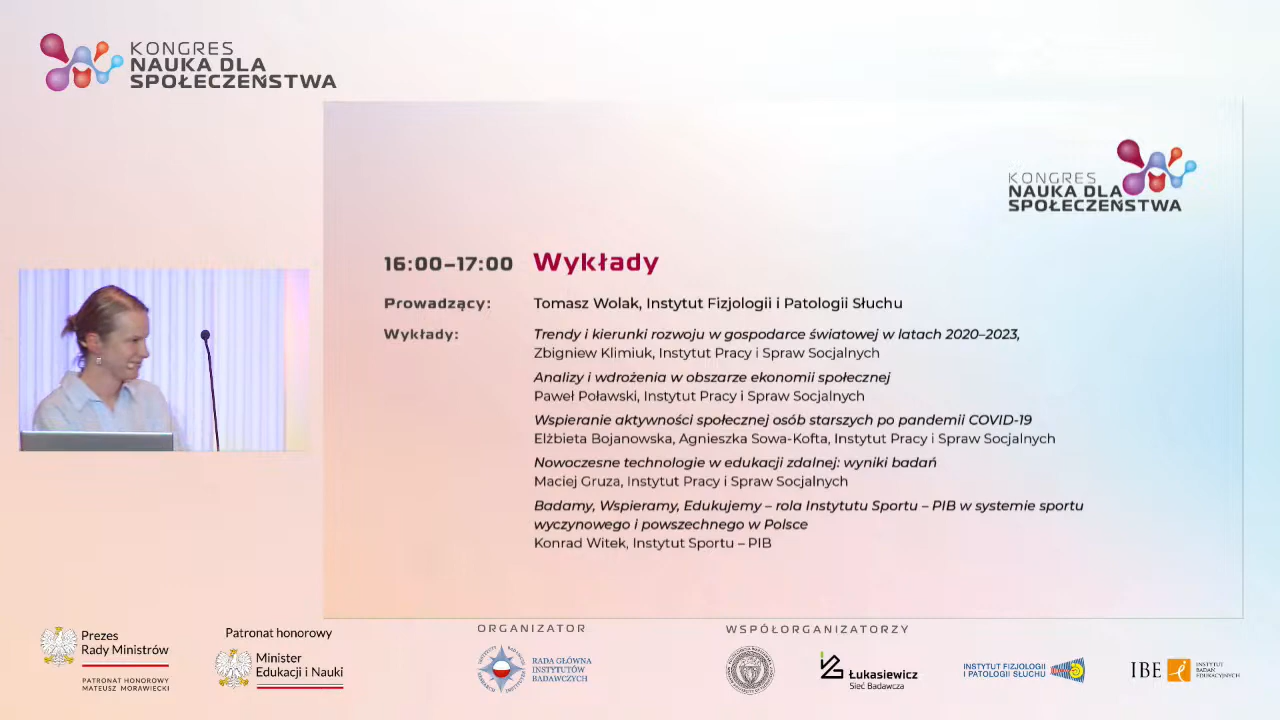 KONGRES
NAUKA DLA
SPOŁECZEŃSTWA
KONGRES
NAUKA DLA
SPOŁECZEŃSTWA
16:00–17:00 Wykłady
Prowadzący: Tomasz Wolak, Instytut Fizjologii i Patologii Słuchu
Wykłady: Trendy i kierunki rozwoju w gospodarce światowej w latach 2020–2023,
Zbigniew Klimiuk, Instytut Pracy i Spraw Socjalnych
Analizy i wdrożenia w obszarze ekonomii społecznej
Paweł Poławski, Instytut Pracy i Spraw Socjalnych
Wspieranie aktywności społecznej osób starszych po pandemii COVID-19
Elżbieta Bojanowska, Agnieszka Sowa-Kofta, Instytut Pracy i Spraw Socjalnych
Nowoczesne technologie w edukacji zdalnej: wyniki badań
Maciej Gruza, Instytut Pracy i Spraw Socjalnych
Badamy, Wspieramy, Edukujemy – rola Instytutu Sportu – PIB w systemie sportu
wyczynowego i powszechnego w Polsce
Konrad Witek, Instytut Sportu – PIB
Prezes
Rady Ministrów
PATRONAT HONOROWY
MATEUSZ MORAWIECKI
Patronat honorowy
Minister
Edukacji i Nauki
ORGANIZATOR
RADA GŁÓWNA
INSTYTUTÓW
BADAWCZYCH
WSPÓŁORGANIZATORZY
Łukasiewicz
Sieć Badawcza
INSTYTUT FIZJOLOGII
I PATOLOGII SŁUCHU
IBE
INSTYTUT
BADAŃ
EDUKACYJNYCH